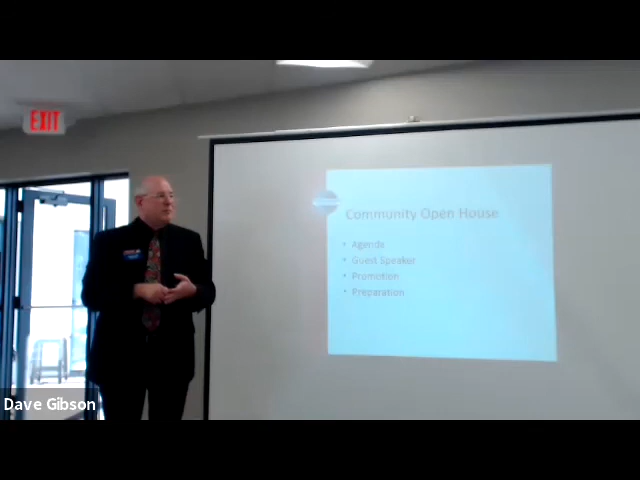 EXIT
Community Open House
• Agenda
• Guest Speaker
• Promotion
• Preparation
Dave Gibson